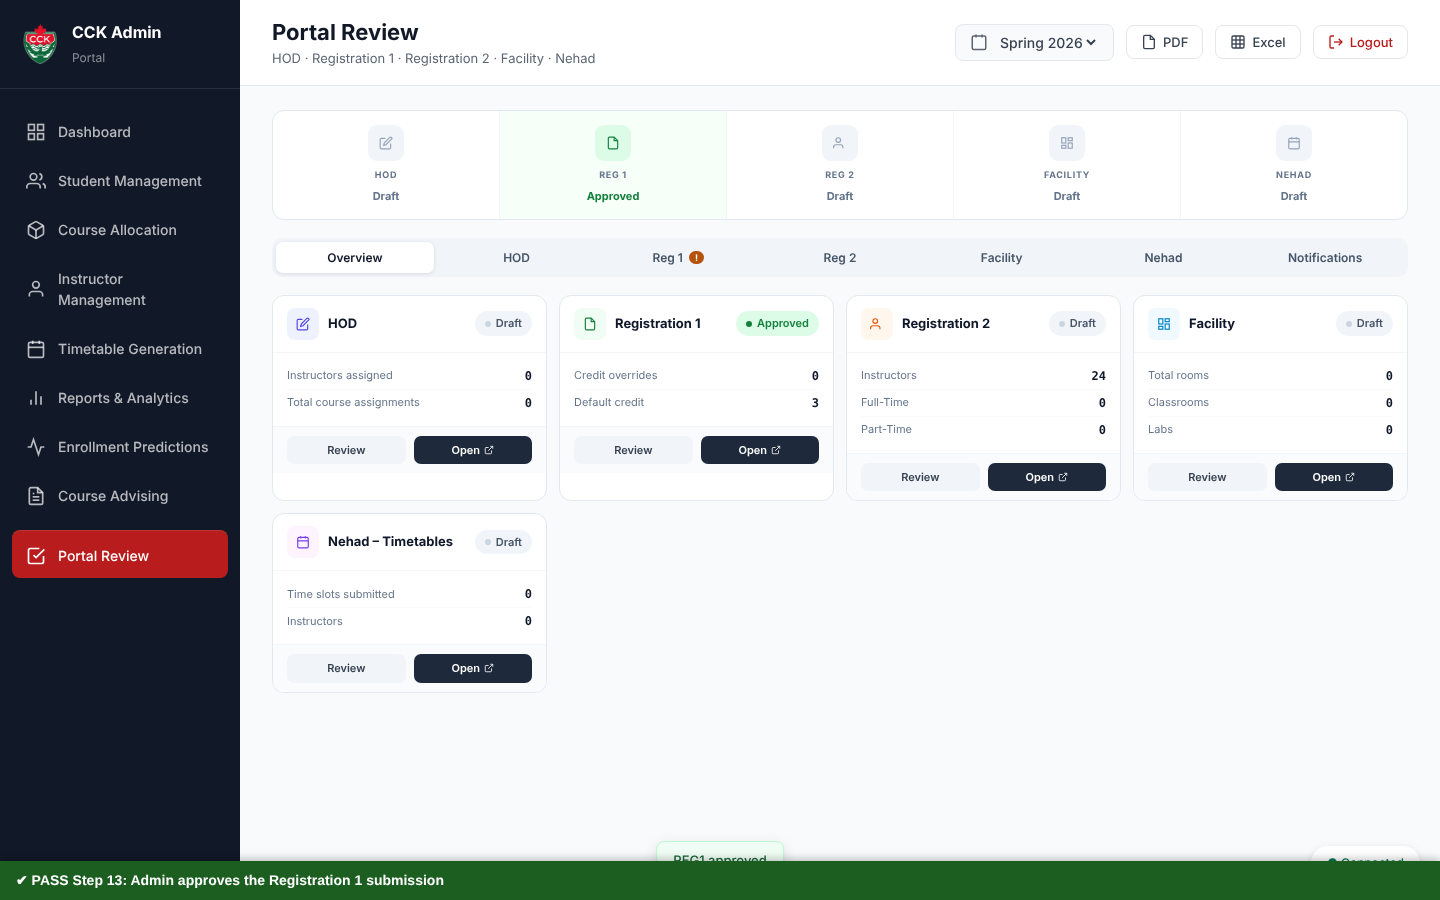 CCK
CCK Admin
Portal
Dashboard
Student Management
Course Allocation
Instructor
Management
Timetable Generation
Reports & Analytics
Enrollment Predictions
Course Advising
Portal Review
Portal Review
HOD · Registration 1 · Registration 2 · Facility · Nehad
Spring 2026
PDF
Excel
Logout
HOD
Draft
REG 1
Approved
REG 2
Draft
FACILITY
Draft
NEHAD
Draft
Overview
HOD
Reg 1 !
Reg 2
Facility
Nehad
Notifications
HOD
Draft
Instructors assigned 0
Total course assignments 0
Review
Open
Registration 1
Approved
Credit overrides 0
Default credit 3
Review
Open
Registration 2
Draft
Instructors 24
Full-Time 0
Part-Time 0
Review
Open
Facility
Draft
Total rooms 0
Classrooms 0
Labs 0
Review
Open
Nehad – Timetables
Draft
Time slots submitted 0
Instructors 0
Review
Open
REG1 approved
Connected
✔ PASS Step 13: Admin approves the Registration 1 submission